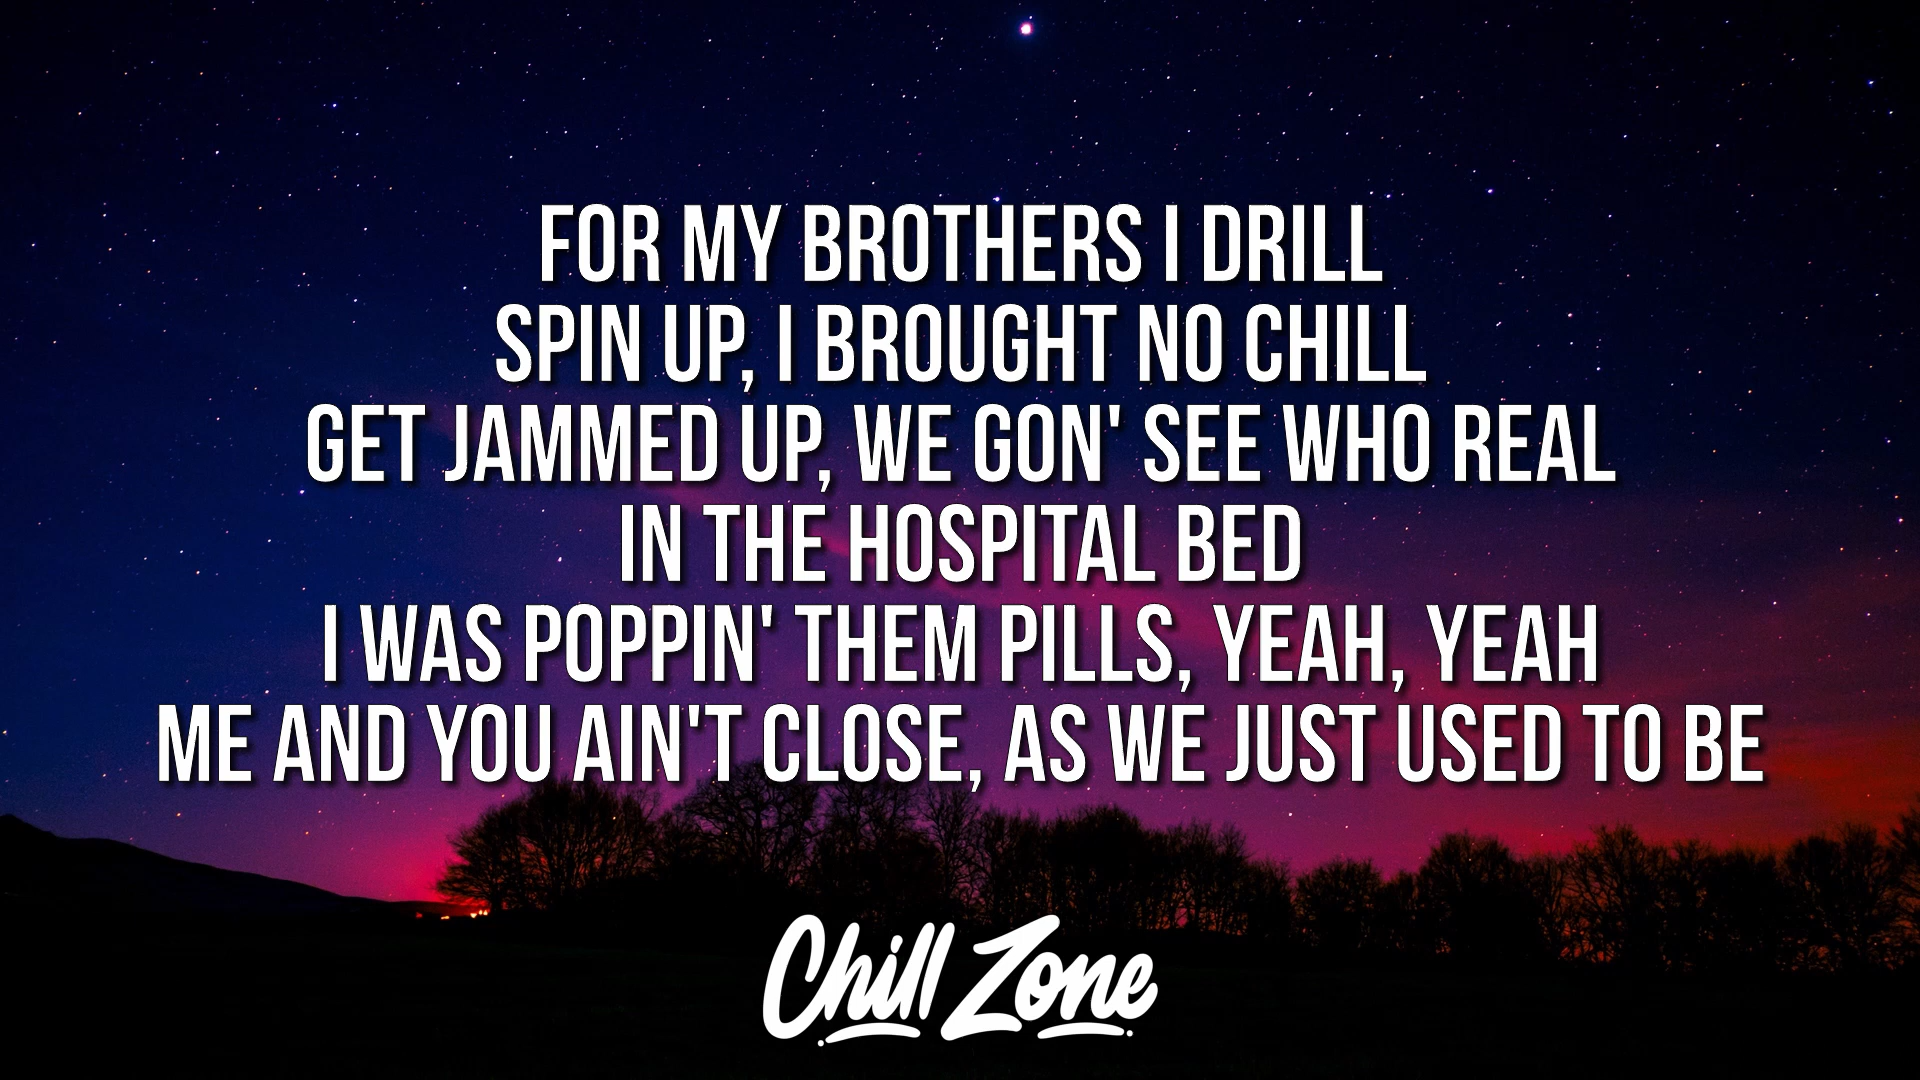 FOR MY BROTHERS I DRILL
SPIN UP, I BROUGHT NO CHILL
GET JAMMED UP, WE GON' SEE WHO REAL
IN THE HOSPITAL BED
I WAS POPPIN' THEM PILLS, YEAH, YEAH
ME AND YOU AIN'T CLOSE, AS WE JUST USED TO BE
Chill Zone